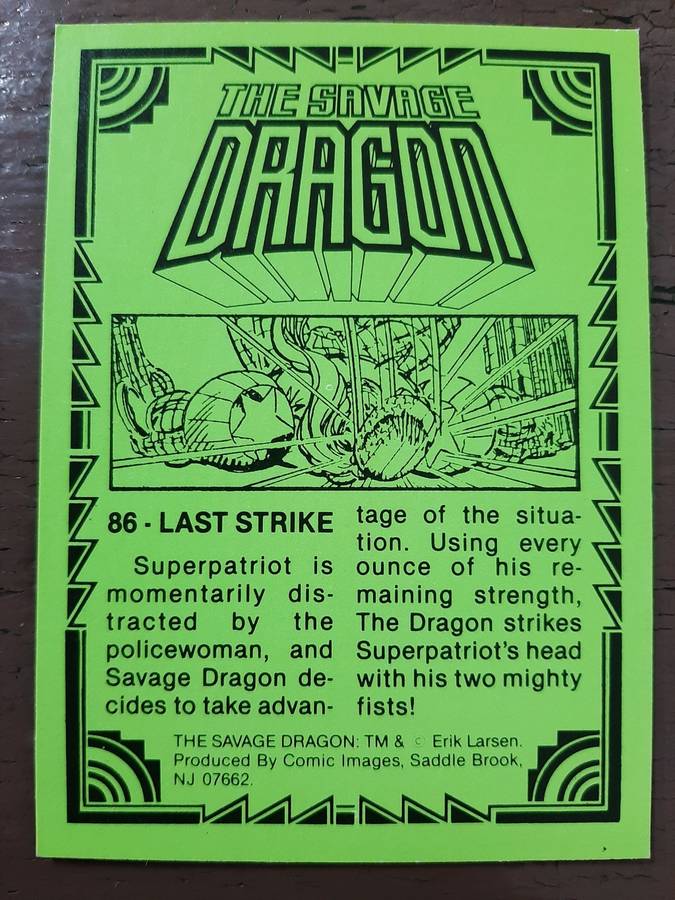 THE SAVAGE
DRAGON
86 - LAST STRIKE
Superpatriot is
momentarily dis-
tracted by the
policewoman, and
Savage Dragon de-
cides to take advan-
tage of the situa-
tion. Using every
ounce of his re-
maining strength,
The Dragon strikes
Superpatriot's head
with his two mighty
fists!
THE SAVAGE DRAGON: TM & © Erik Larsen.
Produced By Comic Images, Saddle Brook,
NJ 07662.